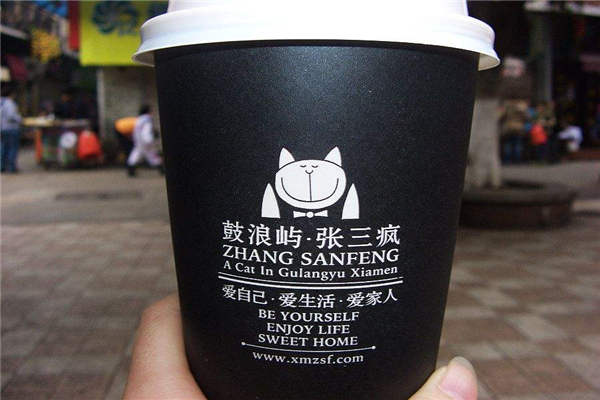 鼓浪屿·张三疯
ZHANG SANFENG
A Cat In Gulangyu Xiamen
爱自己·爱生活·爱家人
BE YOURSELF
ENJOY LIFE
SWEET HOME
www.xmzsf.com